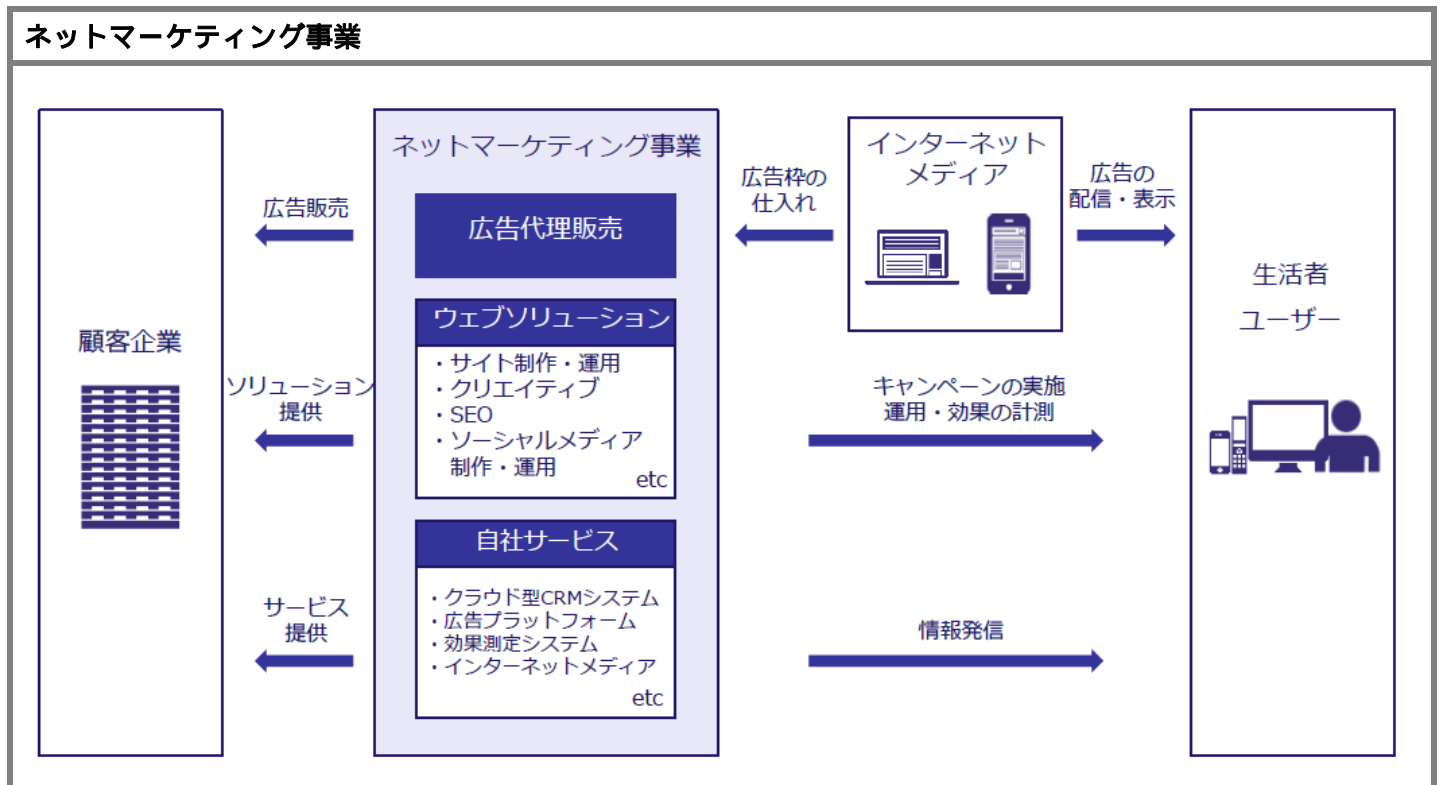 ネットマーケティング事業
顧客企業
広告販売
ソリューション
提供
サービス
提供
ネットマーケティング事業
広告代理販売
ウェブソリューション
・サイト制作・運用
・クリエイティブ
・SEO
・ソーシャルメディア
制作・運用
etc
自社サービス
・クラウド型CRMシステム
・広告プラットフォーム
・効果測定システム
・インターネットメディア
etc
広告枠の
仕入れ
インターネット
メディア
広告の
配信・表示
キャンペーンの実施
運用・効果の計測
情報発信
生活者
ユーザー